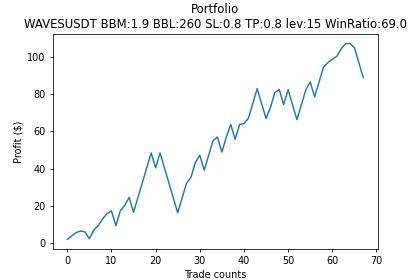 Portfolio
WAVESUSDT BBM:1.9 BBL:260 SL:0.8 TP:0.8 lev:15 WinRatio:69.0
Profit ($)
100
80
60
40
20
0
0 10 20 30 40 50 60 70
Trade counts